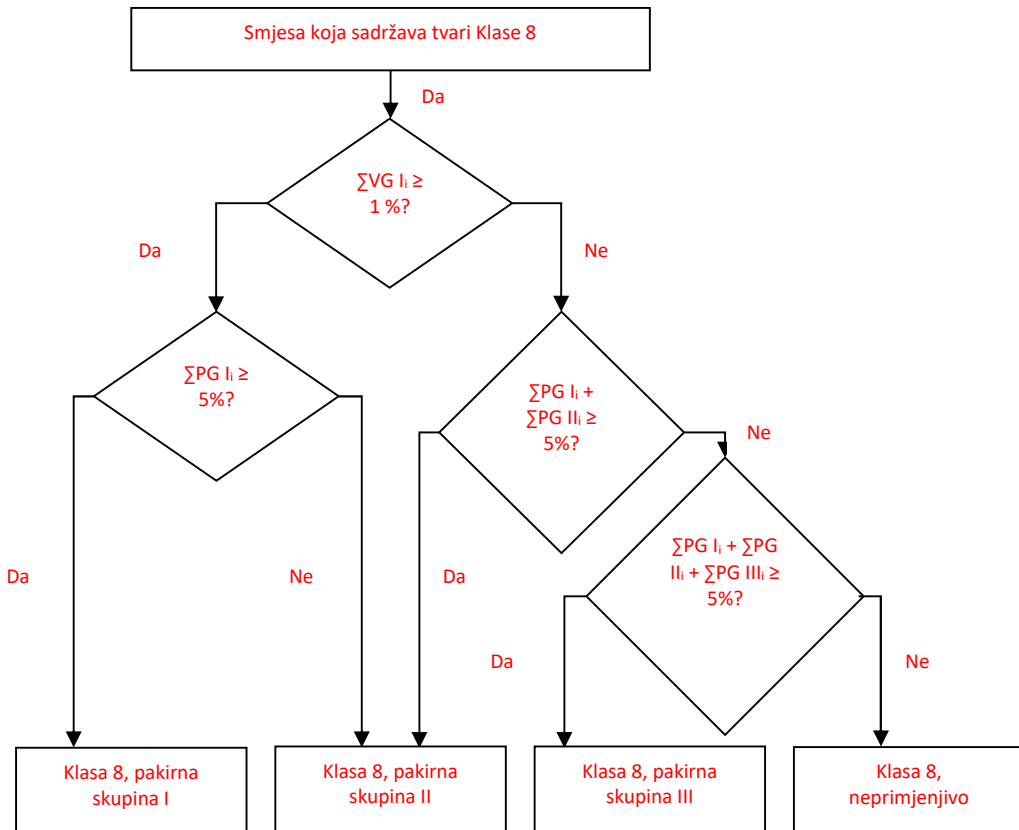 Smjesa koja sadržava tvari Klase 8
Da
∑VG Iᵢ ≥
1 %?
Da
Ne
∑PG Iᵢ ≥
5%?
∑PG Iᵢ +
∑PG IIᵢ ≥
5%?
Ne
∑PG Iᵢ + ∑PG
IIᵢ + ∑PG IIIᵢ ≥
5%?
Da
Ne
Da
Da
Ne
Klasa 8, pakirna
skupina I
Klasa 8, pakirna
skupina II
Klasa 8, pakirna
skupina III
Klasa 8,
neprimjenjivo